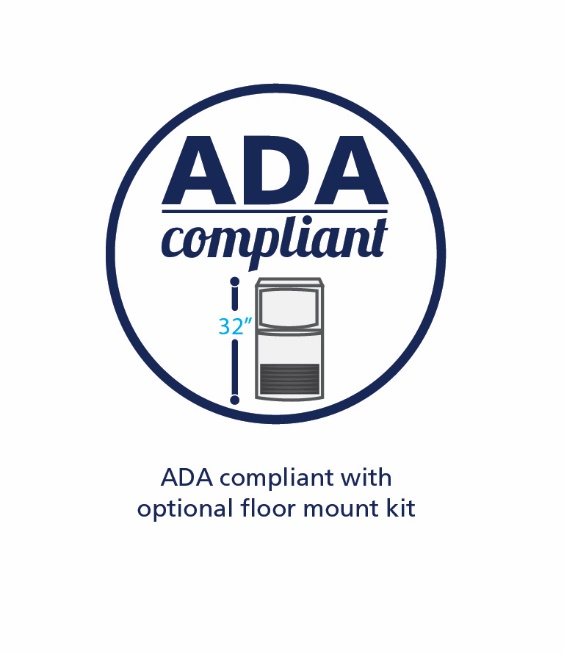 ADA
compliant
32”
ADA compliant with
optional floor mount kit